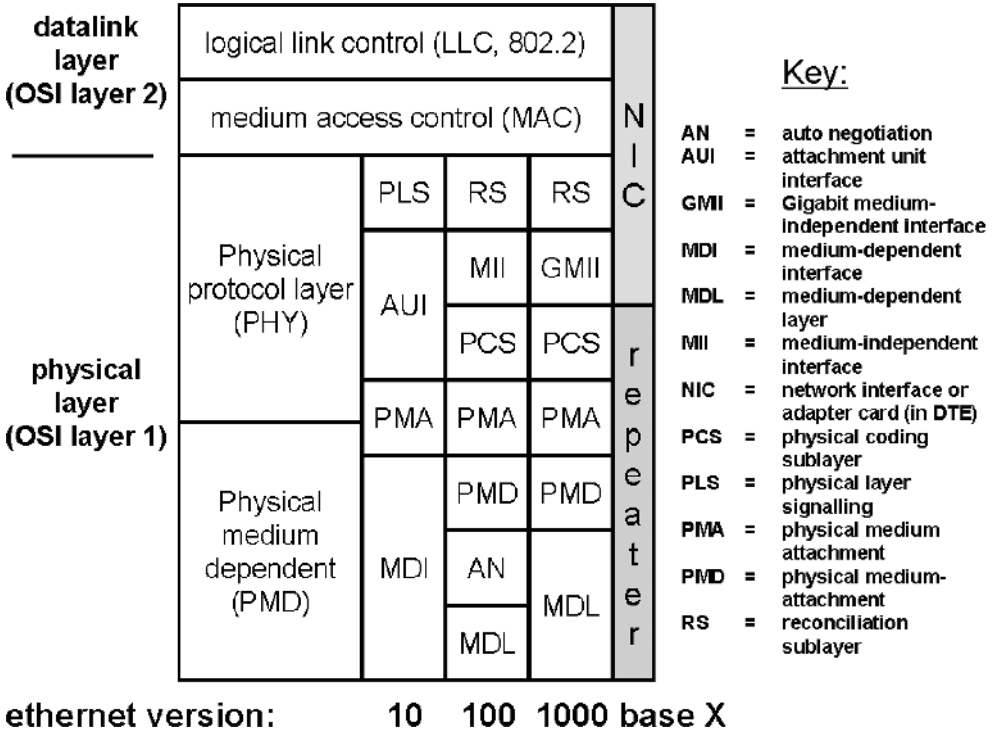 datalink
layer
(OSI layer 2)
logical link control (LLC, 802.2)
medium access control (MAC)
physical
layer
(OSI layer 1)
Physical
protocol layer
(PHY)
Physical
medium
dependent
(PMD)
PLS
AUI
PMA
MDI
RS
MII
PCS
PMA
PMD
AN
MDL
RS
GMII
PCS
PMA
PMD
MDL
NIC
repeater
ethernet version: 10 100 1000 base X
Key:
AN = auto negotiation
AUI = attachment unit
interface
GMII = Gigabit medium-
independent interface
MDI = medium-dependent
interface
MDL = medium-dependent
layer
MII = medium-independent
interface
NIC = network interface or
adapter card (in DTE)
PCS = physical coding
sublayer
PLS = physical layer
signalling
PMA = physical medium
attachment
PMD = physical medium-
attachment
RS = reconciliation
sublayer